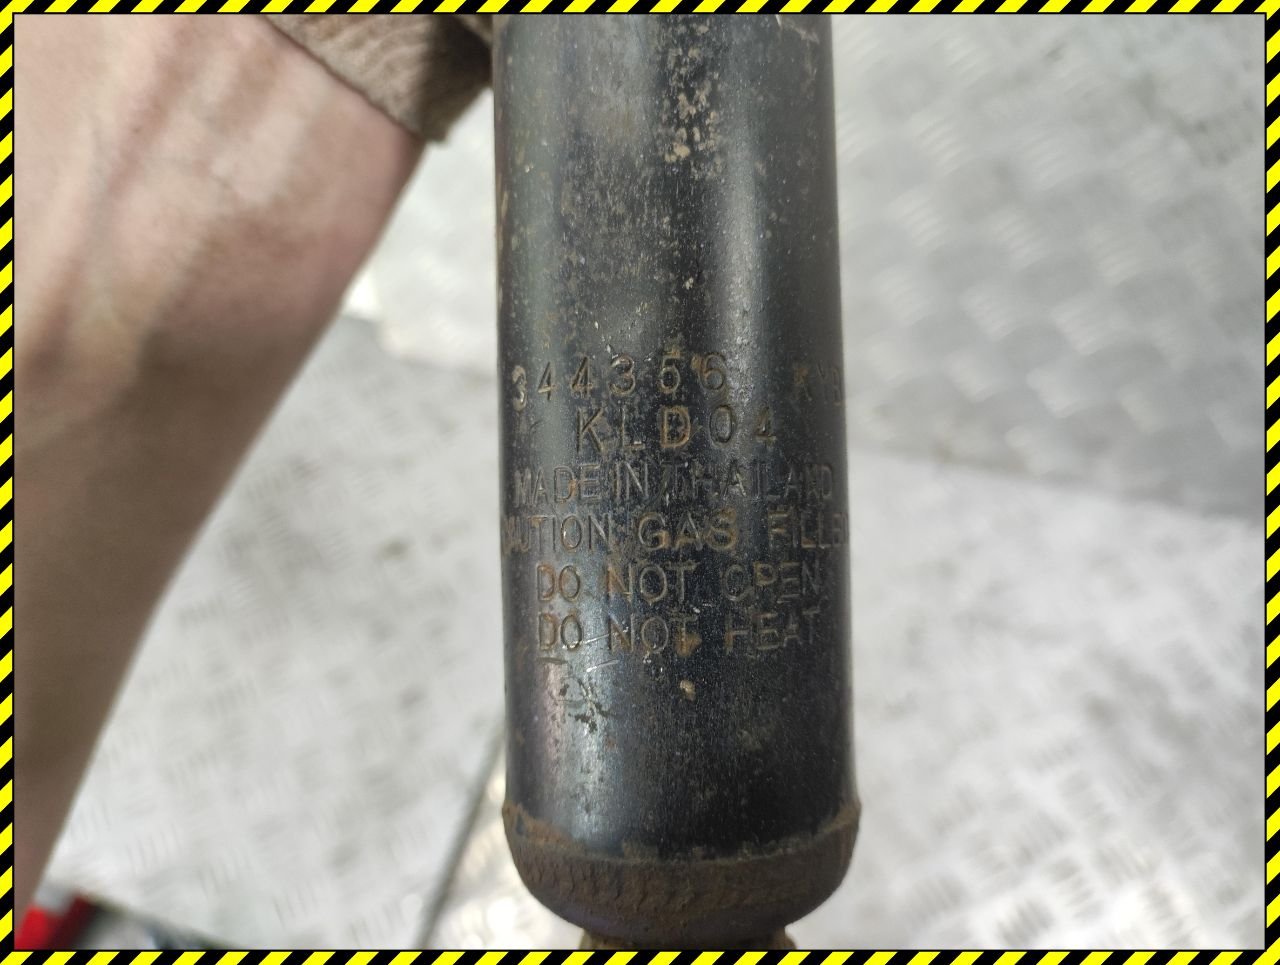 344356 KYB
KLD04
MADE IN THAILAND
CAUTION GAS FILLED
DO NOT OPEN
DO NOT HEAT